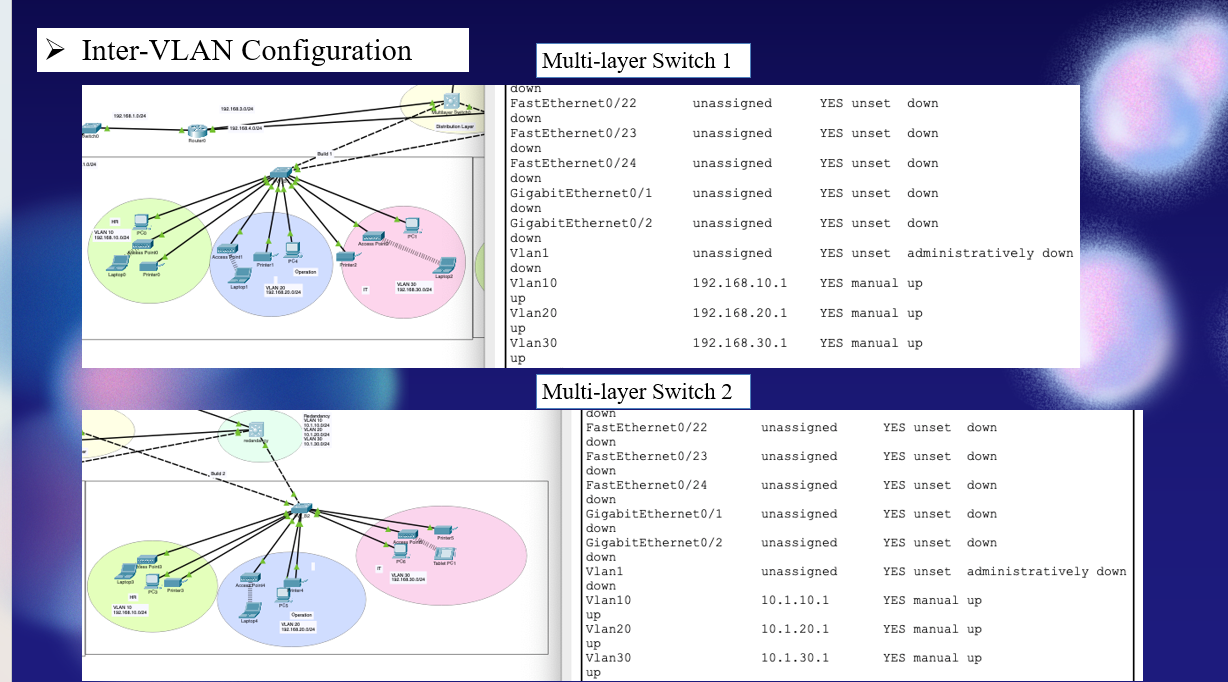 ➢ Inter-VLAN Configuration
Multi-layer Switch 1
192.168.1.0/24
192.168.3.0/24
192.168.4.0/24
Router0
Multilayer Switch
Distribution Layer
Build 1
1.0/24
HR
PC0
VLAN 10
192.168.10.0/24
Access Point0
Laptop0
Access Point1
Printer1
PC4
Operation
Laptop1
VLAN 20
192.168.20.0/24
PC1
Printer2
Laptop2
IT
VLAN 30
192.168.30.0/24
down
FastEthernet0/22 unassigned YES unset down
down
FastEthernet0/23 unassigned YES unset down
down
FastEthernet0/24 unassigned YES unset down
down
GigabitEthernet0/1 unassigned YES unset down
down
GigabitEthernet0/2 unassigned YES unset down
down
Vlan1 unassigned YES unset administratively down
down
Vlan10 192.168.10.1 YES manual up
up
Vlan20 192.168.20.1 YES manual up
up
Vlan30 192.168.30.1 YES manual up
up
Multi-layer Switch 2
Redandancy
VLAN 10
10.1.10.0/24
VLAN 20
10.1.20.0/24
VLAN 30
10.1.30.0/24
Build 2
Laptop3
PC3
Printer3
HR
VLAN 10
192.168.10.0/24
Access Point4
Printer4
Laptop4
Operation
VLAN 20
192.168.20.0/24
Printer5
Tablet PC1
IT
VLAN 30
192.168.30.0/24
down
FastEthernet0/22 unassigned YES unset down
down
FastEthernet0/23 unassigned YES unset down
down
FastEthernet0/24 unassigned YES unset down
down
GigabitEthernet0/1 unassigned YES unset down
down
GigabitEthernet0/2 unassigned YES unset down
down
Vlan1 unassigned YES unset administratively down
down
Vlan10 10.1.10.1 YES manual up
up
Vlan20 10.1.20.1 YES manual up
up
Vlan30 10.1.30.1 YES manual up
up